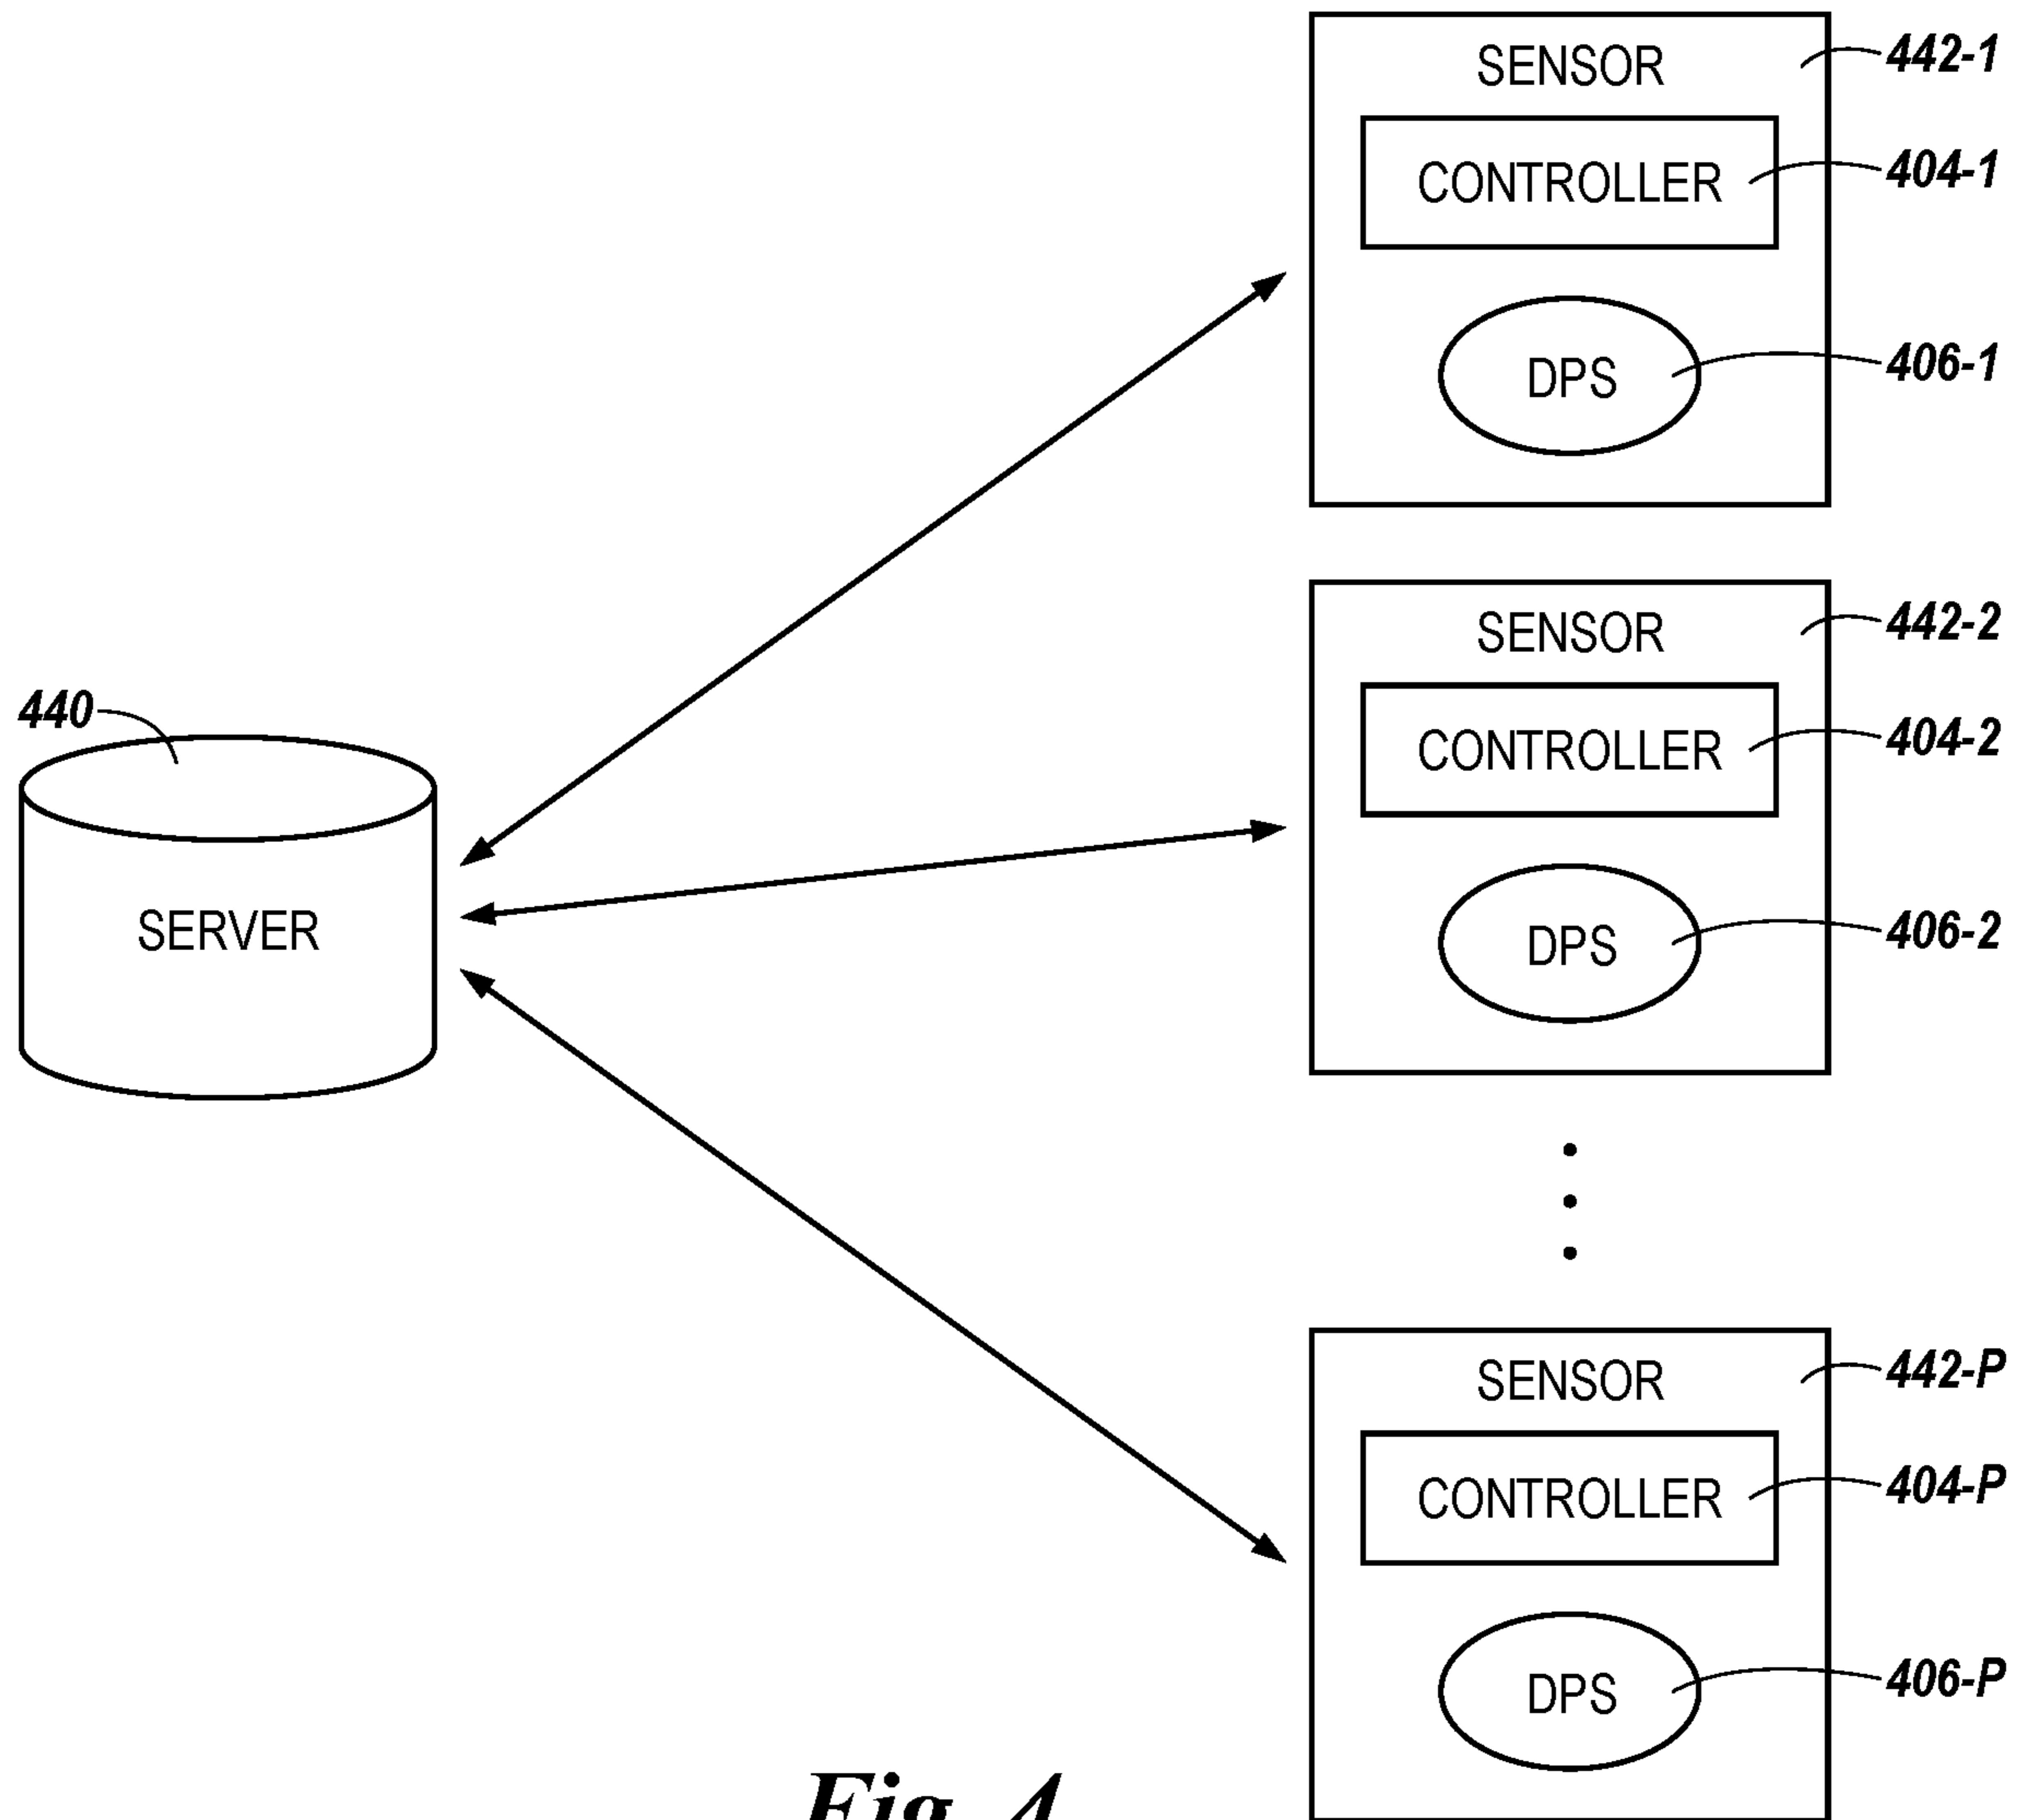 SENSOR 442-1
CONTROLLER 404-1
DPS 406-1
SENSOR 442-2
CONTROLLER 404-2
DPS 406-2
440
SERVER
SENSOR 442-P
CONTROLLER 404-P
DPS 406-P
Fig. 4